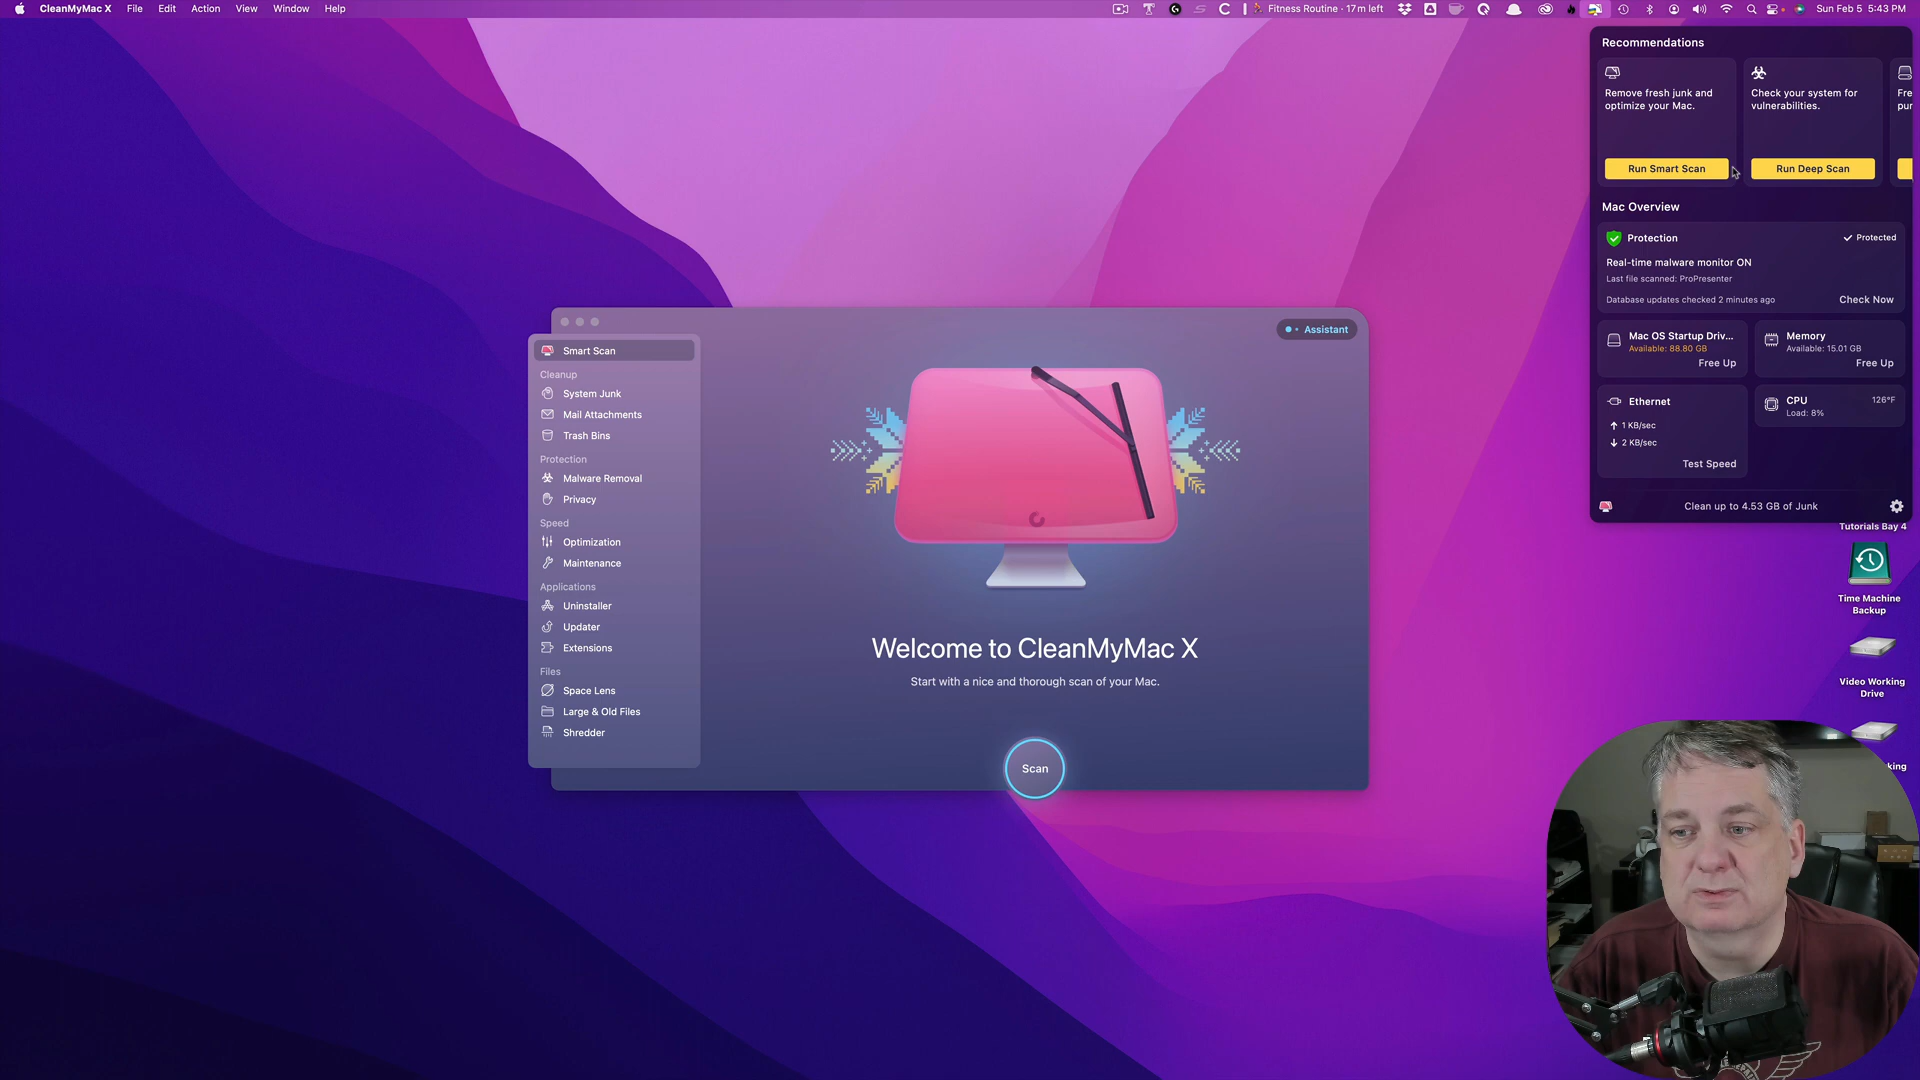 CleanMyMac X File Edit Action View Window Help
Fitness Routine · 17m left
Sun Feb 5 5:43 PM
Recommendations
Remove fresh junk and
optimize your Mac.
Run Smart Scan
Check your system for
vulnerabilities.
Run Deep Scan
Fre
pur
Mac Overview
Protection
Protected
Real-time malware monitor ON
Last file scanned: ProPresenter
Database updates checked 2 minutes ago
Check Now
Mac OS Startup Driv...
Available: 88.80 GB
Free Up
Memory
Available: 15.01 GB
Free Up
Ethernet
1 KB/sec
2 KB/sec
Test Speed
CPU
126°F
Load: 8%
Clean up to 4.53 GB of Junk
Tutorials Bay 4
Time Machine
Backup
Video Working
Drive
king
Assistant
Smart Scan
Cleanup
System Junk
Mail Attachments
Trash Bins
Protection
Malware Removal
Privacy
Speed
Optimization
Maintenance
Applications
Uninstaller
Updater
Extensions
Files
Space Lens
Large & Old Files
Shredder
Welcome to CleanMyMac X
Start with a nice and thorough scan of your Mac.
Scan